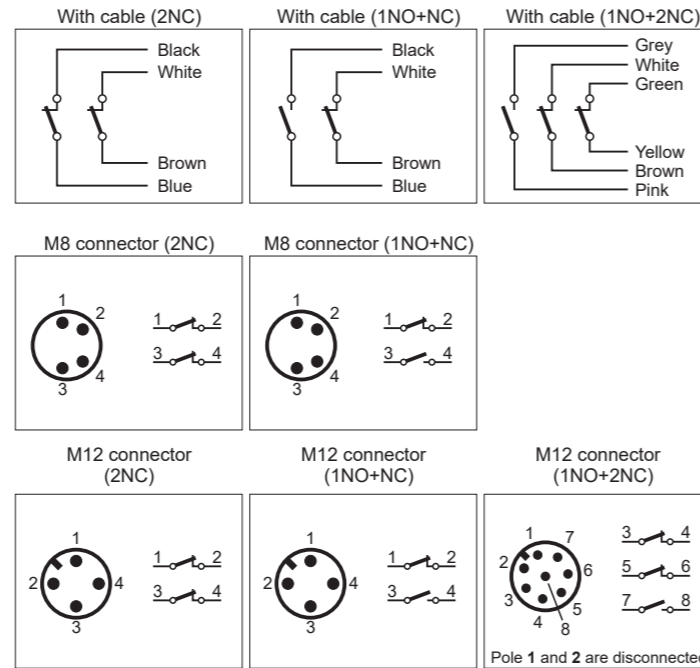 With cable (2NC)
Black
White
Brown
Blue
With cable (1NO+NC)
Black
White
Brown
Blue
With cable (1NO+2NC)
Grey
White
Green
Yellow
Brown
Pink
M8 connector (2NC)
1
2
4
3
1 2
3 4
M8 connector (1NO+NC)
1
2
4
3
1 2
3 4
M12 connector
(2NC)
1
2 4
3
1 2
3 4
M12 connector
(1NO+NC)
1
2 4
3
1 2
3 4
M12 connector
(1NO+2NC)
1 7
2 6
3 5
4 8
3 4
5 6
7 8
Pole 1 and 2 are disconnected